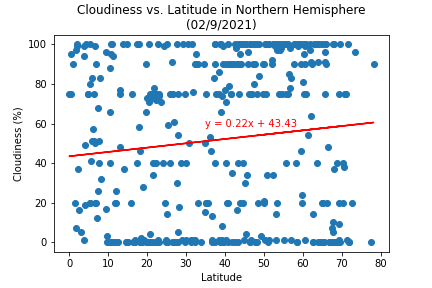 Cloudiness vs. Latitude in Northern Hemisphere
(02/9/2021)
100
80
60
40
20
0
Cloudiness (%)
y = 0.22x + 43.43
0 10 20 30 40 50 60 70 80
Latitude